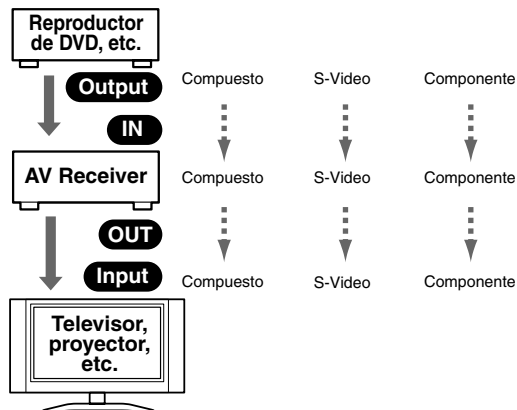 Reproductor
de DVD, etc.
Output
Compuesto S-Video Componente
IN
AV Receiver
Compuesto S-Video Componente
OUT
Input
Compuesto S-Video Componente
Televisor,
proyector,
etc.